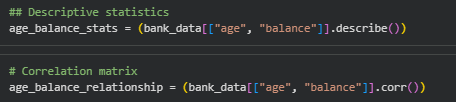 ## Descriptive statistics
age_balance_stats = (bank_data[["age", "balance"]].describe())
# Correlation matrix
age_balance_relationship = (bank_data[["age", "balance"]].corr())